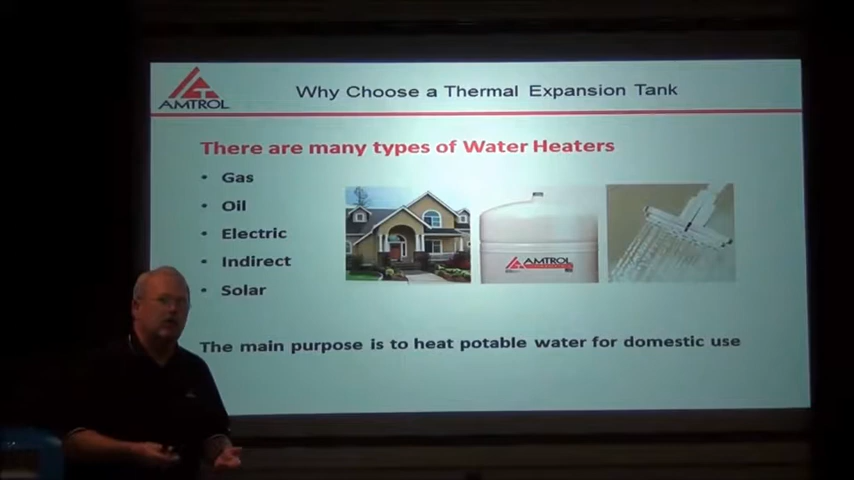 Why Choose a Thermal Expansion Tank
AMTROL
There are many types of Water Heaters
• Gas
• Oil
• Electric
• Indirect
• Solar
AMTROL
The main purpose is to heat potable water for domestic use